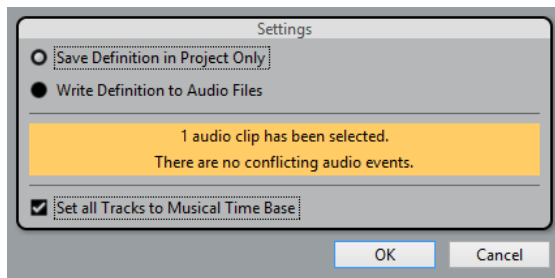 Settings
Save Definition in Project Only
Write Definition to Audio Files
1 audio clip has been selected.
There are no conflicting audio events.
Set all Tracks to Musical Time Base
OK Cancel